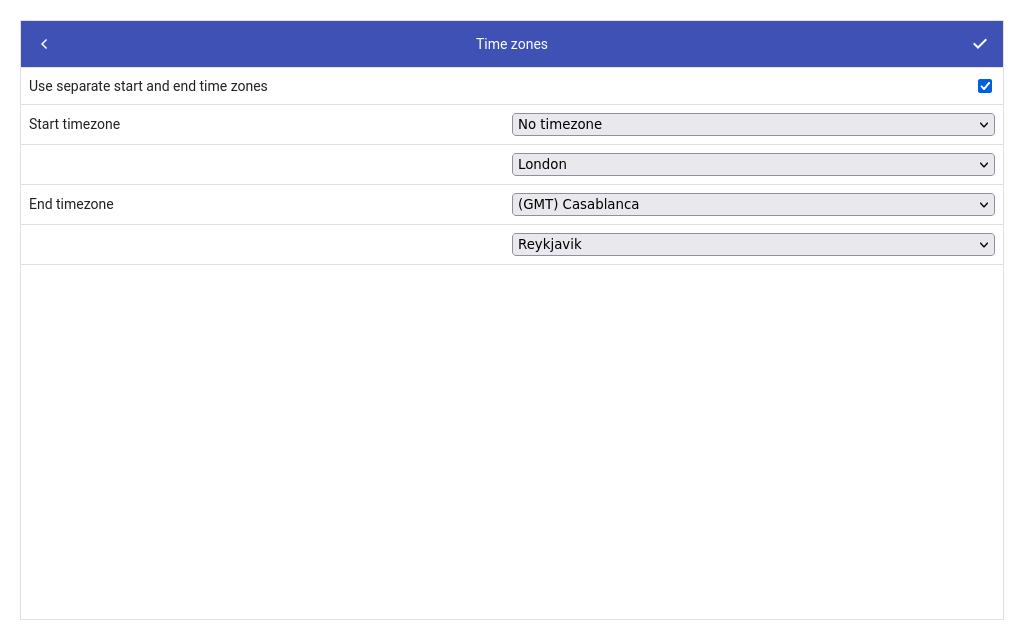 Time zones
Use separate start and end time zones
Start timezone
No timezone
London
End timezone
(GMT) Casablanca
Reykjavik